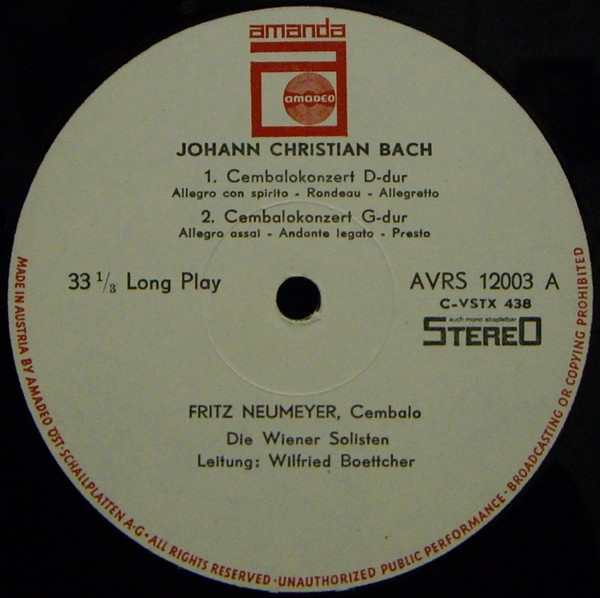 amanda
AMADEO
JOHANN CHRISTIAN BACH
1. Cembalokonzert D-dur
Allegro con spirito - Rondeau - Allegretto
2. Cembalokonzert G-dur
Allegro assai - Andante legato - Presto
33 1/3 Long Play
AVRS 12003 A
C-VSTX 438
auch mono abspielbar
STEREO
FRITZ NEUMEYER, Cembalo
Die Wiener Solisten
Leitung: Wilfried Boettcher
MADE IN AUSTRIA BY AMADEO ÖST. SCHALLPLATTEN A·G · ALL RIGHTS RESERVED · UNAUTHORIZED PUBLIC PERFORMANCE · BROADCASTING OR COPYING PROHIBITED